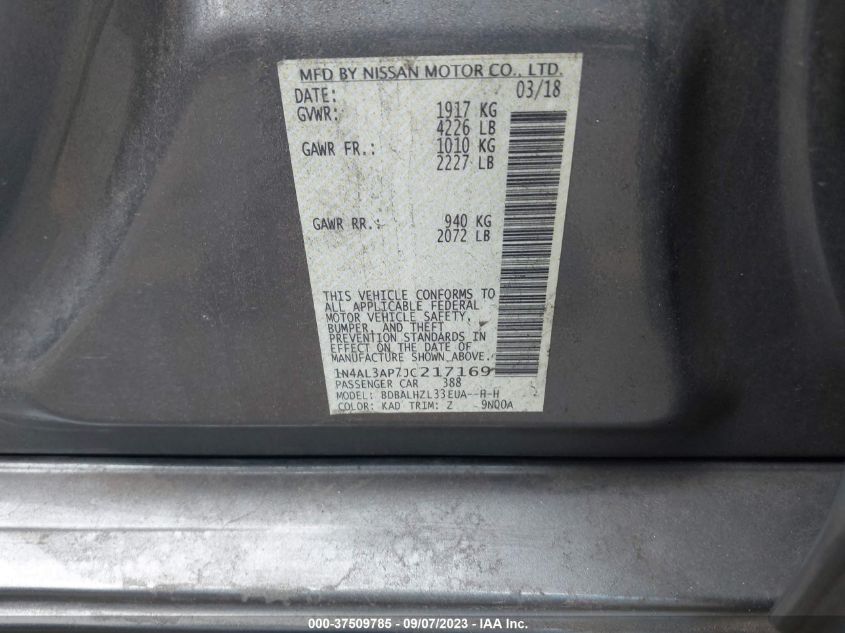 MFD BY NISSAN MOTOR CO., LTD.
DATE: 03/18
GVWR: 1917 KG
4226 LB
GAWR FR.: 1010 KG
2227 LB
GAWR RR.: 940 KG
2072 LB
THIS VEHICLE CONFORMS TO
ALL APPLICABLE FEDERAL
MOTOR VEHICLE SAFETY,
BUMPER, AND THEFT
PREVENTION STANDARDS IN
EFFECT ON THE DATE OF
MANUFACTURE SHOWN ABOVE.
1N4AL3AP7JC217169
PASSENGER CAR 388
MODEL: BDBALHZL33EUA--A-H
COLOR: KAD TRIM: Z 9NQ0A
000-37509785 - 09/07/2023 - © IAA Inc.